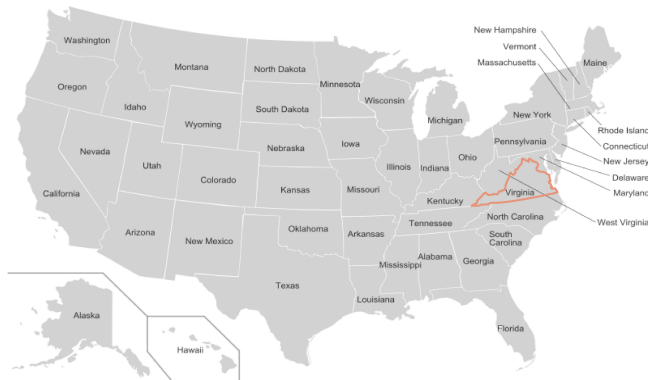 New Hampshire
Vermont
Massachusetts
Washington
Montana
North Dakota
Minnesota
Maine
Oregon
Idaho
South Dakota
Wisconsin
Michigan
New York
Wyoming
Rhode Island
Nevada
Nebraska
Iowa
Pennsylvania
Connecticut
Utah
Colorado
Illinois
Indiana
Ohio
New Jersey
Delaware
California
Kansas
Missouri
Kentucky
Virginia
Maryland
West Virginia
Arizona
New Mexico
Oklahoma
Arkansas
Tennessee
North Carolina
South
Carolina
Texas
Mississippi
Alabama
Georgia
Louisiana
Alaska
Florida
Hawaii